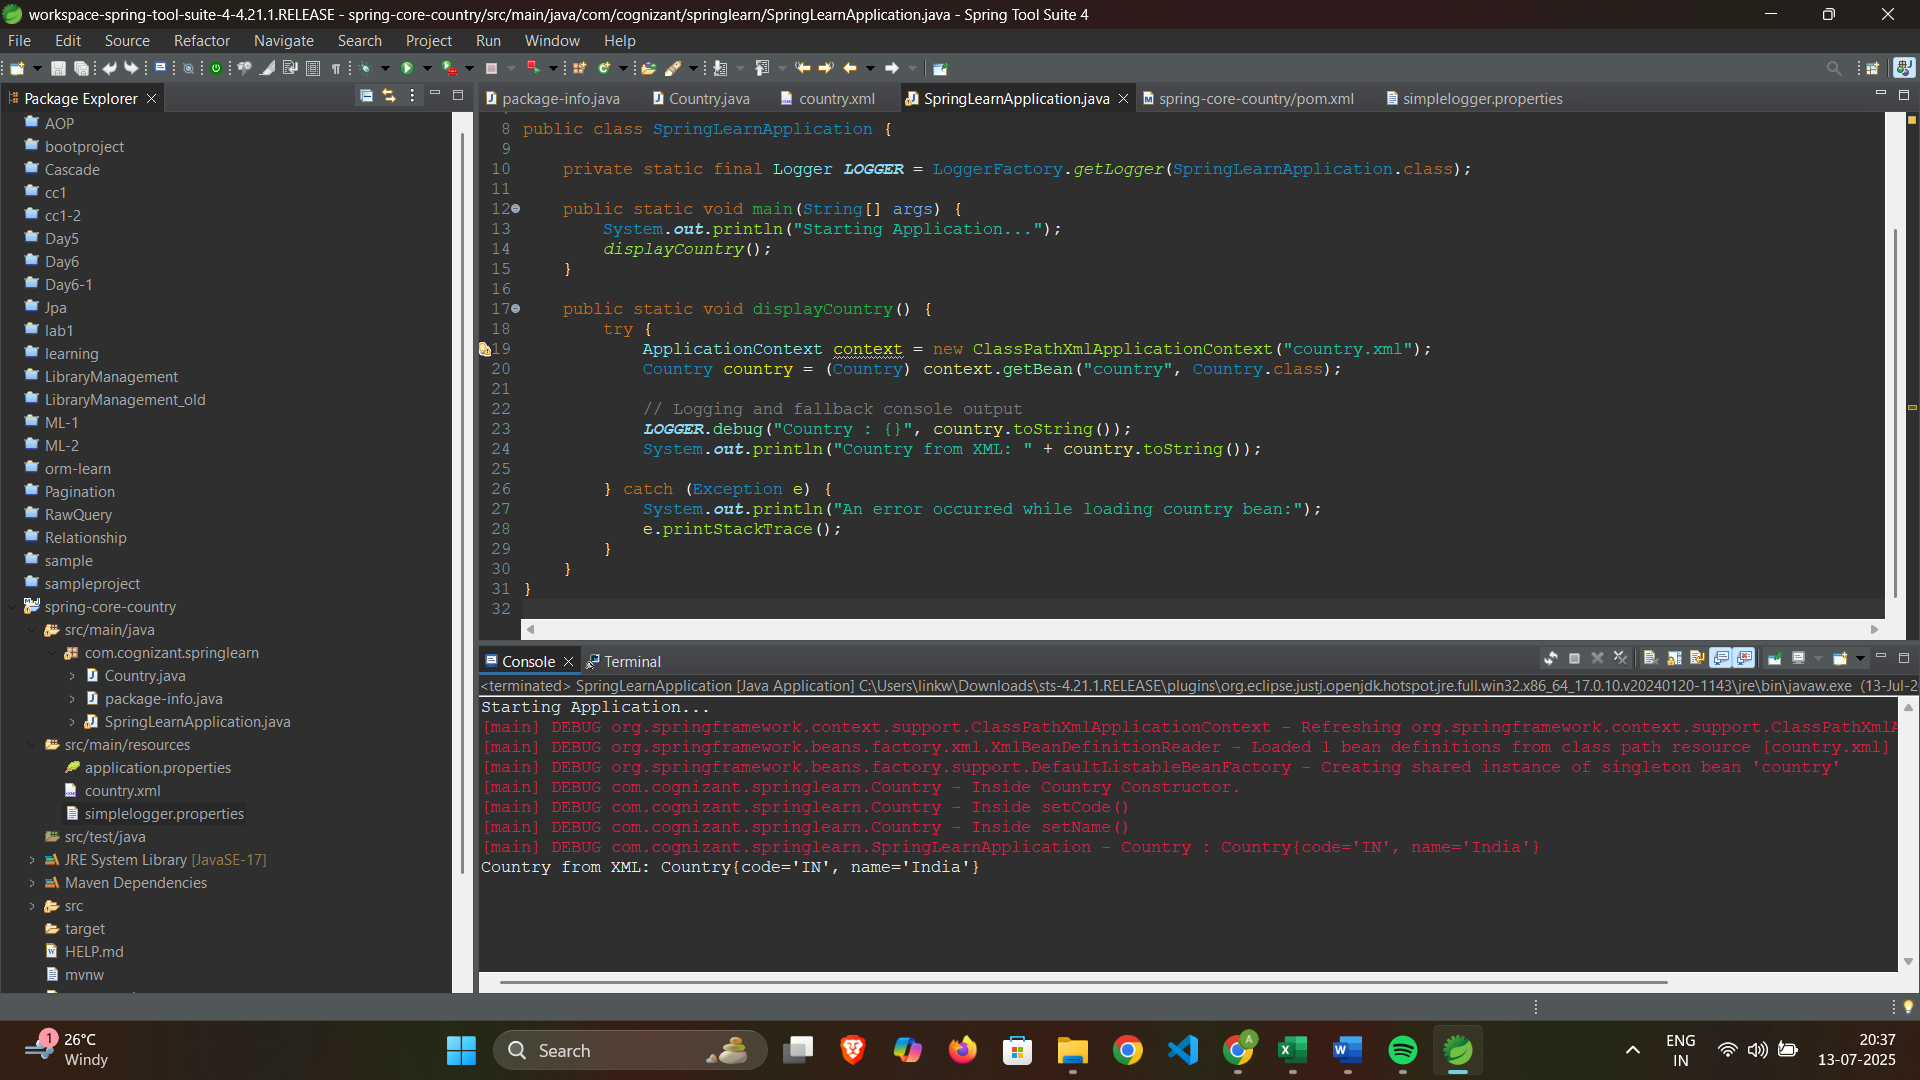 workspace-spring-tool-suite-4-4.21.1.RELEASE - spring-core-country/src/main/java/com/cognizant/springlearn/SpringLearnApplication.java - Spring Tool Suite 4
File Edit Source Refactor Navigate Search Project Run Window Help
Package Explorer
AOP
bootproject
Cascade
cc1
cc1-2
Day5
Day6
Day6-1
Jpa
lab1
learning
LibraryManagement
LibraryManagement_old
ML-1
ML-2
orm-learn
Pagination
RawQuery
Relationship
sample
sampleproject
spring-core-country
src/main/java
com.cognizant.springlearn
Country.java
package-info.java
SpringLearnApplication.java
src/main/resources
application.properties
country.xml
simplelogger.properties
src/test/java
JRE System Library [JavaSE-17]
Maven Dependencies
src
target
HELP.md
mvnw
package-info.java Country.java country.xml SpringLearnApplication.java spring-core-country/pom.xml simplelogger.properties
8 public class SpringLearnApplication {
9
10 private static final Logger LOGGER = LoggerFactory.getLogger(SpringLearnApplication.class);
11
12 public static void main(String[] args) {
13 System.out.println("Starting Application...");
14 displayCountry();
15 }
16
17 public static void displayCountry() {
18 try {
19 ApplicationContext context = new ClassPathXmlApplicationContext("country.xml");
20 Country country = (Country) context.getBean("country", Country.class);
21
22 // Logging and fallback console output
23 LOGGER.debug("Country : {}", country.toString());
24 System.out.println("Country from XML: " + country.toString());
25
26 } catch (Exception e) {
27 System.out.println("An error occurred while loading country bean:");
28 e.printStackTrace();
29 }
30 }
31 }
32
Console Terminal
<terminated> SpringLearnApplication [Java Application] C:\Users\linkw\Downloads\sts-4.21.1.RELEASE\plugins\org.eclipse.justj.openjdk.hotspot.jre.full.win32.x86_64_17.0.10.v20240120-1143\jre\bin\javaw.exe (13-Jul-2
Starting Application...
[main] DEBUG org.springframework.context.support.ClassPathXmlApplicationContext - Refreshing org.springframework.context.support.ClassPathXmlA
[main] DEBUG org.springframework.beans.factory.xml.XmlBeanDefinitionReader - Loaded 1 bean definitions from class path resource [country.xml]
[main] DEBUG org.springframework.beans.factory.support.DefaultListableBeanFactory - Creating shared instance of singleton bean 'country'
[main] DEBUG com.cognizant.springlearn.Country - Inside Country Constructor.
[main] DEBUG com.cognizant.springlearn.Country - Inside setCode()
[main] DEBUG com.cognizant.springlearn.Country - Inside setName()
[main] DEBUG com.cognizant.springlearn.SpringLearnApplication - Country : Country{code='IN', name='India'}
Country from XML: Country{code='IN', name='India'}
1
26°C
Windy
Search
A
ENG
IN
20:37
13-07-2025